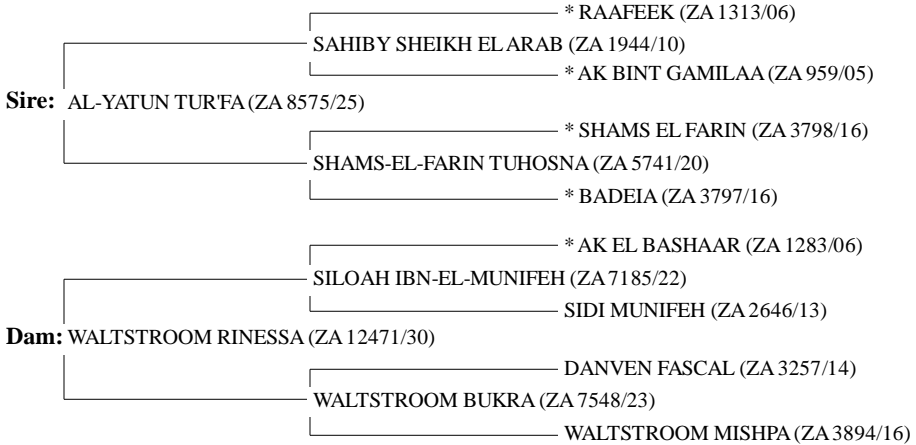 * RAAFEEK (ZA 1313/06)
SAHIBY SHEIKH EL ARAB (ZA 1944/10)
* AK BINT GAMILAA (ZA 959/05)
Sire: AL-YATUN TUR'FA (ZA 8575/25)
* SHAMS EL FARIN (ZA 3798/16)
SHAMS-EL-FARIN TUHOSNA (ZA 5741/20)
* BADEIA (ZA 3797/16)
* AK EL BASHAAR (ZA 1283/06)
SILOAH IBN-EL-MUNIFEH (ZA 7185/22)
SIDI MUNIFEH (ZA 2646/13)
Dam: WALTSTROOM RINESSA (ZA 12471/30)
DANVEN FASCAL (ZA 3257/14)
WALTSTROOM BUKRA (ZA 7548/23)
WALTSTROOM MISHPA (ZA 3894/16)